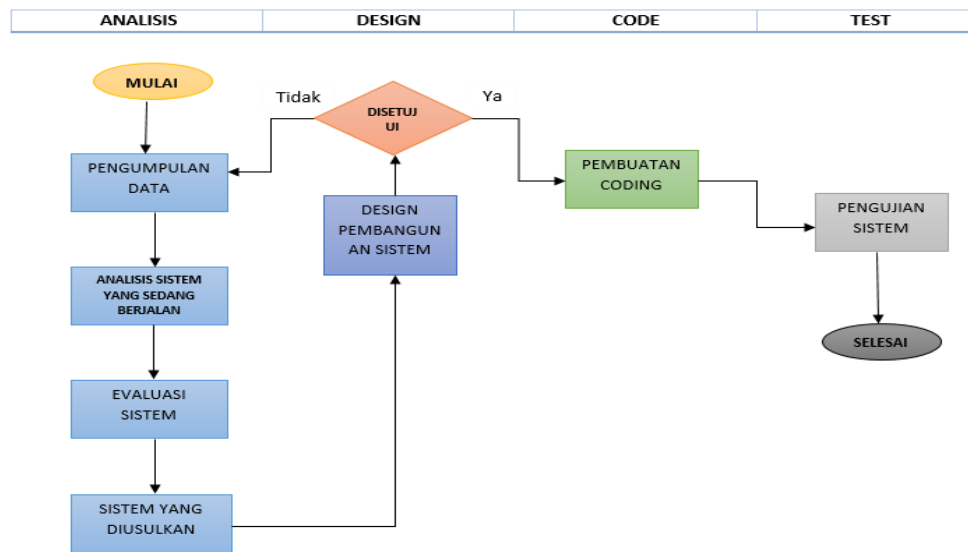 ANALISIS
DESIGN
CODE
TEST
MULAI
Tidak
DISETUJ
UI
Ya
PENGUMPULAN
DATA
PEMBUATAN
CODING
DESIGN
PEMBANGUN
AN SISTEM
PENGUJIAN
SISTEM
ANALISIS SISTEM
YANG SEDANG
BERJALAN
SELESAI
EVALUASI
SISTEM
SISTEM YANG
DIUSULKAN